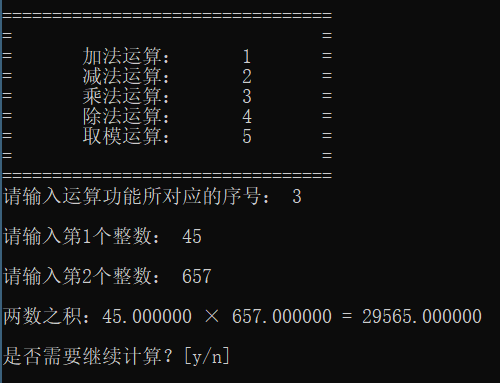 =================================
= =
= 加法运算: 1 =
= 减法运算: 2 =
= 乘法运算: 3 =
= 除法运算: 4 =
= 取模运算: 5 =
= =
=================================
请输入运算功能所对应的序号: 3
请输入第1个整数: 45
请输入第2个整数: 657
两数之积:45.000000 × 657.000000 = 29565.000000
是否需要继续计算?[y/n]